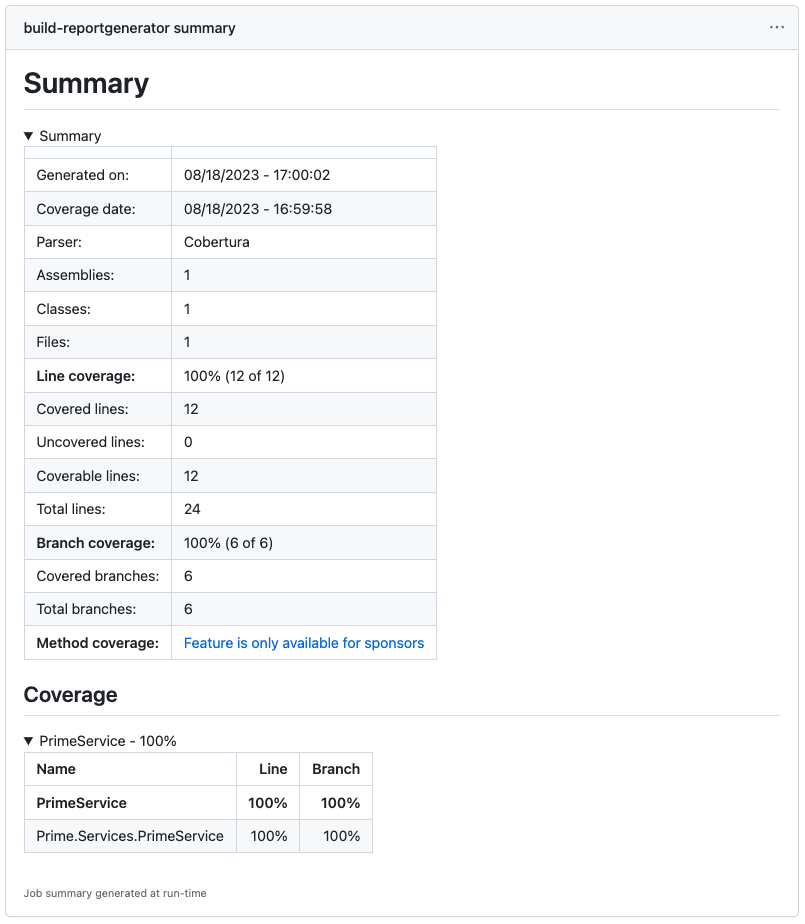 build-reportgenerator summary
Summary
Summary
Generated on: 08/18/2023 - 17:00:02
Coverage date: 08/18/2023 - 16:59:58
Parser: Cobertura
Assemblies: 1
Classes: 1
Files: 1
Line coverage: 100% (12 of 12)
Covered lines: 12
Uncovered lines: 0
Coverable lines: 12
Total lines: 24
Branch coverage: 100% (6 of 6)
Covered branches: 6
Total branches: 6
Method coverage: Feature is only available for sponsors
Coverage
PrimeService - 100%
Name Line Branch
PrimeService 100% 100%
Prime.Services.PrimeService 100% 100%
Job summary generated at run-time